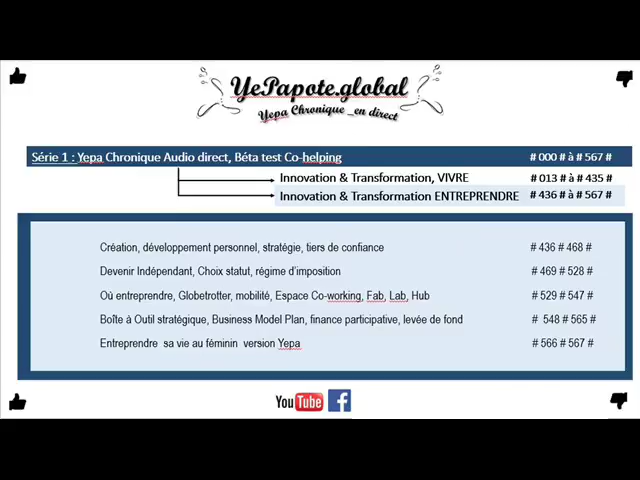 YePapote.global
Yepa Chronique _en direct
Série 1 : Yepa Chronique Audio direct, Béta test Co-helping # 000 # à # 567 #
Innovation & Transformation, VIVRE # 013 # à # 435 #
Innovation & Transformation ENTREPRENDRE # 436 # à # 567 #
Création, développement personnel, stratégie, tiers de confiance # 436 # 468 #
Devenir Indépendant, Choix statut, régime d'imposition # 469 # 528 #
Où entreprendre, Globetrotter, mobilité, Espace Co-working, Fab, Lab, Hub # 529 # 547 #
Boîte à Outil stratégique, Business Model Plan, finance participative, levée de fond # 548 # 565 #
Entreprendre sa vie au féminin version Yepa # 566 # 567 #
YouTube f